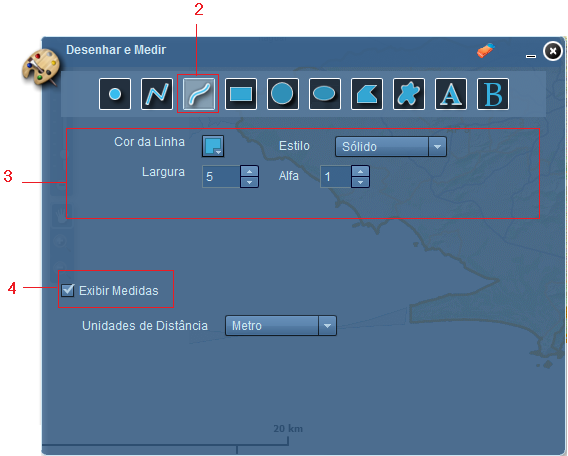 2
Desenhar e Medir
A B
Cor da Linha Estilo Sólido
3
Largura 5 Alfa 1
4
Exibir Medidas
Unidades de Distância Metro
20 km